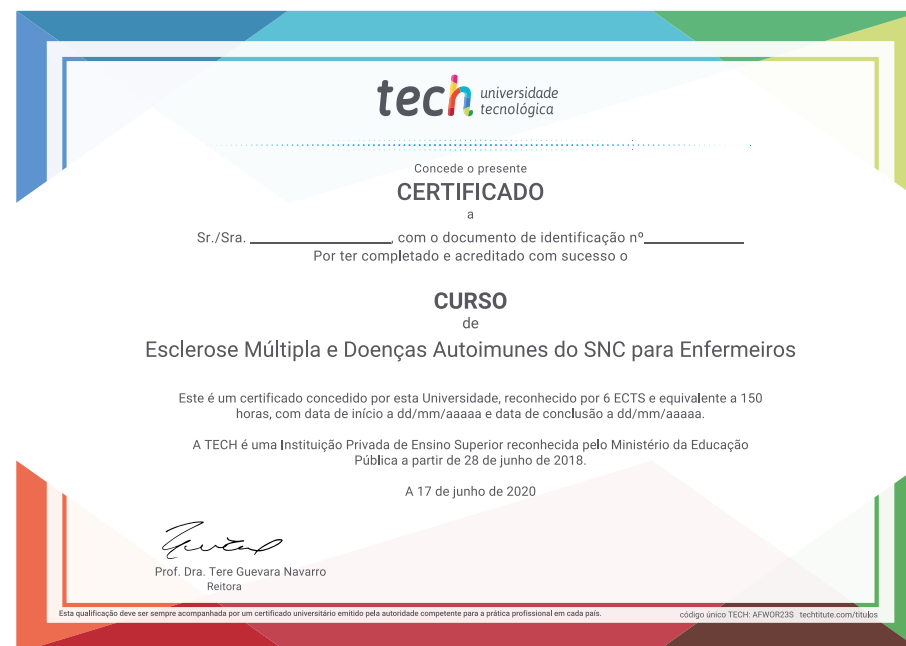 tech universidade
tecnológica
Concede o presente
CERTIFICADO
a
Sr./Sra. ____________________, com o documento de identificação nº______________
Por ter completado e acreditado com sucesso o
CURSO
de
Esclerose Múltipla e Doenças Autoimunes do SNC para Enfermeiros
Este é um certificado concedido por esta Universidade, reconhecido por 6 ECTS e equivalente a 150
horas, com data de início a dd/mm/aaaaa e data de conclusão a dd/mm/aaaaa.
A TECH é uma Instituição Privada de Ensino Superior reconhecida pelo Ministério da Educação
Pública a partir de 28 de junho de 2018.
A 17 de junho de 2020
Prof. Dra. Tere Guevara Navarro
Reitora
Esta qualificação deve ser sempre acompanhada por um certificado universitário emitido pela autoridade competente para a prática profissional em cada país. código único TECH: AFWOR23S techtitute.com/titulos